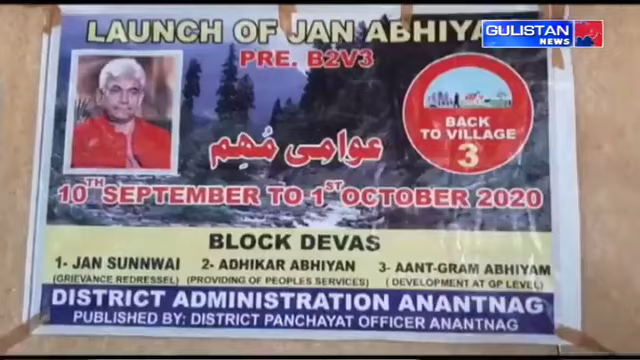 LAUNCH OF JAN ABHIYA
GULISTAN
NEWS
PRE. B2V3
BACK
TO VILLAGE
3
عوامی مُہِم
10TH SEPTEMBER TO 1ST OCTOBER 2020
BLOCK DEVAS
1- JAN SUNNWAI 2- ADHIKAR ABHIYAN 3- AANT-GRAM ABHIYAM
(GRIEVANCE REDRESSEL) (PROVIDING OF PEOPLES SERVICES) ( DEVELOPMENT AT GP LEVEL)
DISTRICT ADMINISTRATION ANANTNAG
PUBLISHED BY: DISTRICT PANCHAYAT OFFICER ANANTNAG